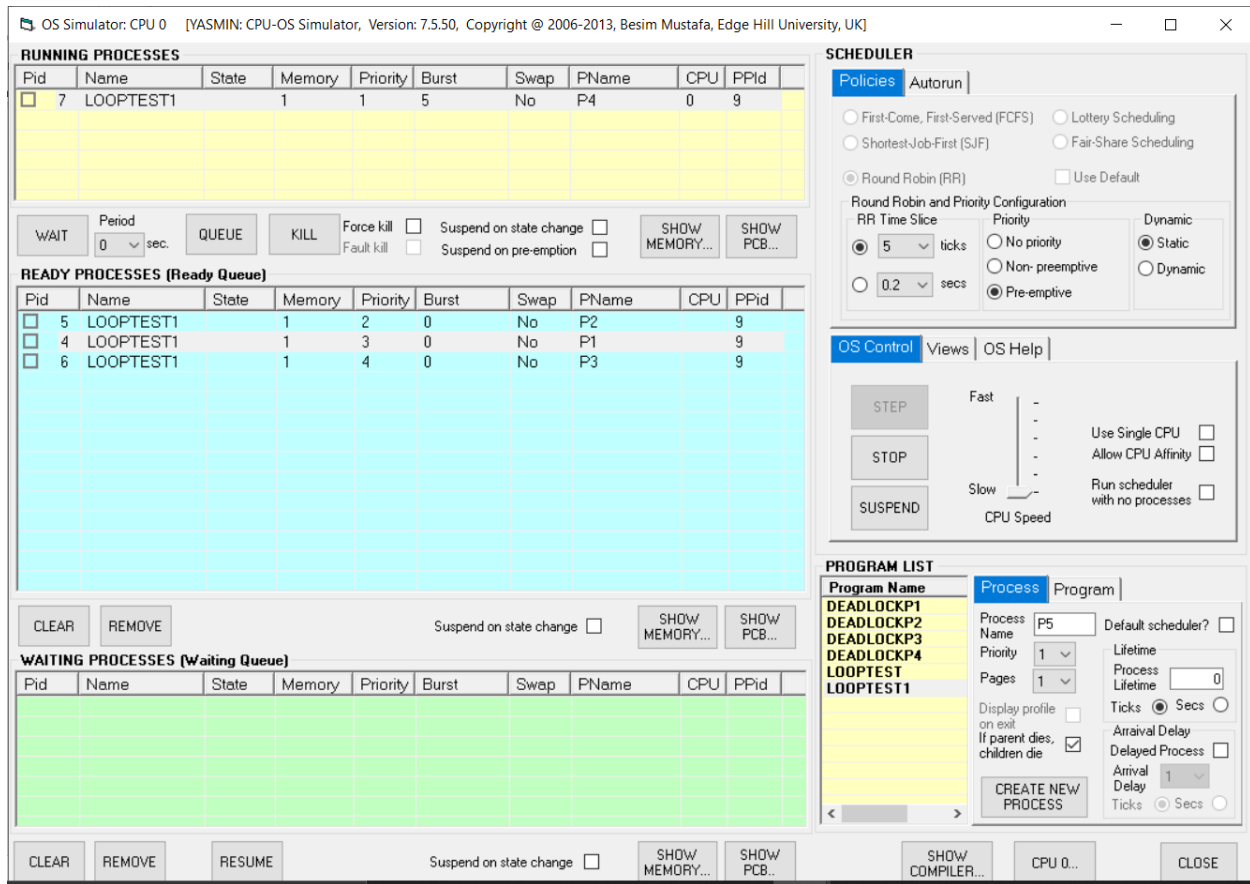 OS Simulator: CPU 0 [YASMIN: CPU-OS Simulator, Version: 7.5.50, Copyright @ 2006-2013, Besim Mustafa, Edge Hill University, UK]
RUNNING PROCESSES
Pid Name State Memory Priority Burst Swap PName CPU PPId
7 LOOPTEST1 1 1 5 No P4 0 9
WAIT
Period
0 sec.
QUEUE
KILL
Force kill
Fault kill
Suspend on state change
Suspend on pre-emption
SHOW
MEMORY...
SHOW
PCB...
READY PROCESSES (Ready Queue)
Pid Name State Memory Priority Burst Swap PName CPU PPid
5 LOOPTEST1 1 2 0 No P2 9
4 LOOPTEST1 1 3 0 No P1 9
6 LOOPTEST1 1 4 0 No P3 9
CLEAR
REMOVE
Suspend on state change
SHOW
MEMORY...
SHOW
PCB...
WAITING PROCESSES (Waiting Queue)
Pid Name State Memory Priority Burst Swap PName CPU PPid
CLEAR
REMOVE
RESUME
Suspend on state change
SHOW
MEMORY...
SHOW
PCB..
SCHEDULER
Policies Autorun
First-Come, First-Served (FCFS) Lottery Scheduling
Shortest-Job-First (SJF) Fair-Share Scheduling
Round Robin (RR) Use Default
Round Robin and Priority Configuration
RR Time Slice
5 ticks
0.2 secs
Priority
No priority
Non- preemptive
Pre-emptive
Dynamic
Static
Dynamic
OS Control Views OS Help
STEP
STOP
SUSPEND
Fast
Slow
CPU Speed
Use Single CPU
Allow CPU Affinity
Run scheduler
with no processes
PROGRAM LIST
Program Name
DEADLOCKP1
DEADLOCKP2
DEADLOCKP3
DEADLOCKP4
LOOPTEST
LOOPTEST1
Process Program
Process
Name
P5
Priority 1
Pages 1
Display profile
on exit
If parent dies,
children die
CREATE NEW
PROCESS
Default scheduler?
Lifetime
Process
Lifetime
0
Ticks Secs
Arraival Delay
Delayed Process
Arrival
Delay
1
Ticks Secs
SHOW
COMPILER...
CPU 0...
CLOSE